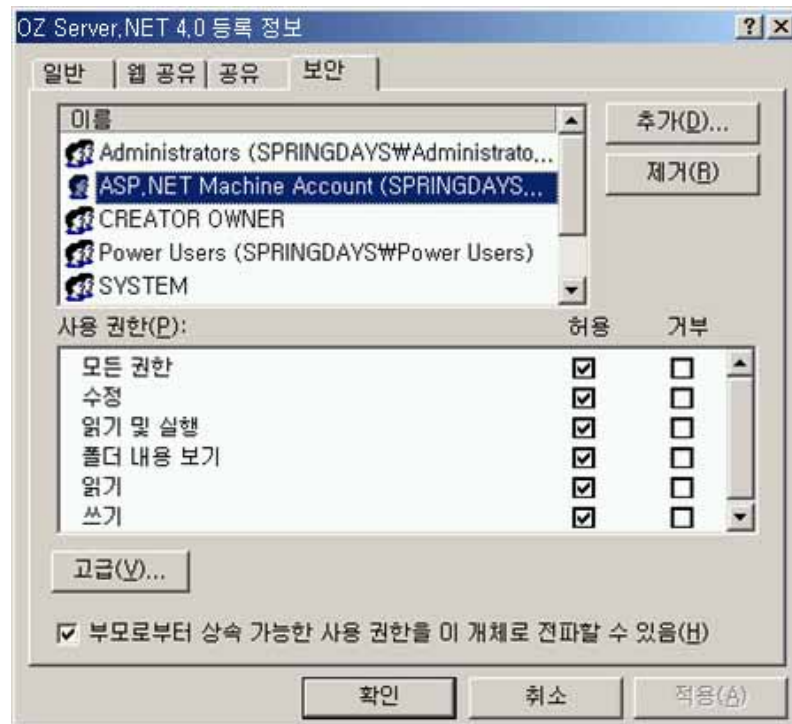 OZ Server.NET 4.0 등록 정보
일반 웹 공유 공유 보안
이름
추가(D)...
Administrators (SPRINGDAYS₩Administrato...
제거(R)
ASP.NET Machine Account (SPRINGDAYS...
CREATOR OWNER
Power Users (SPRINGDAYS₩Power Users)
SYSTEM
사용 권한(P): 허용 거부
모든 권한
수정
읽기 및 실행
폴더 내용 보기
읽기
쓰기
고급(V)...
부모로부터 상속 가능한 사용 권한을 이 개체로 전파할 수 있음(H)
확인 취소 적용(A)